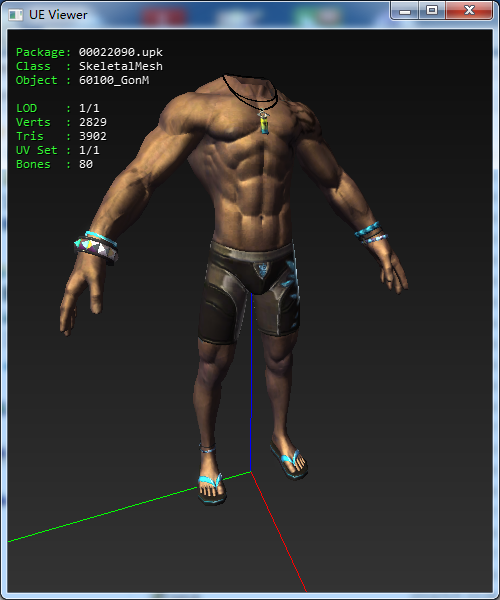 UE Viewer
Package: 00022090.upk
Class  : SkeletalMesh
Object : 60100_GonM
LOD    : 1/1
Verts  : 2829
Tris   : 3902
UV Set : 1/1
Bones  : 80